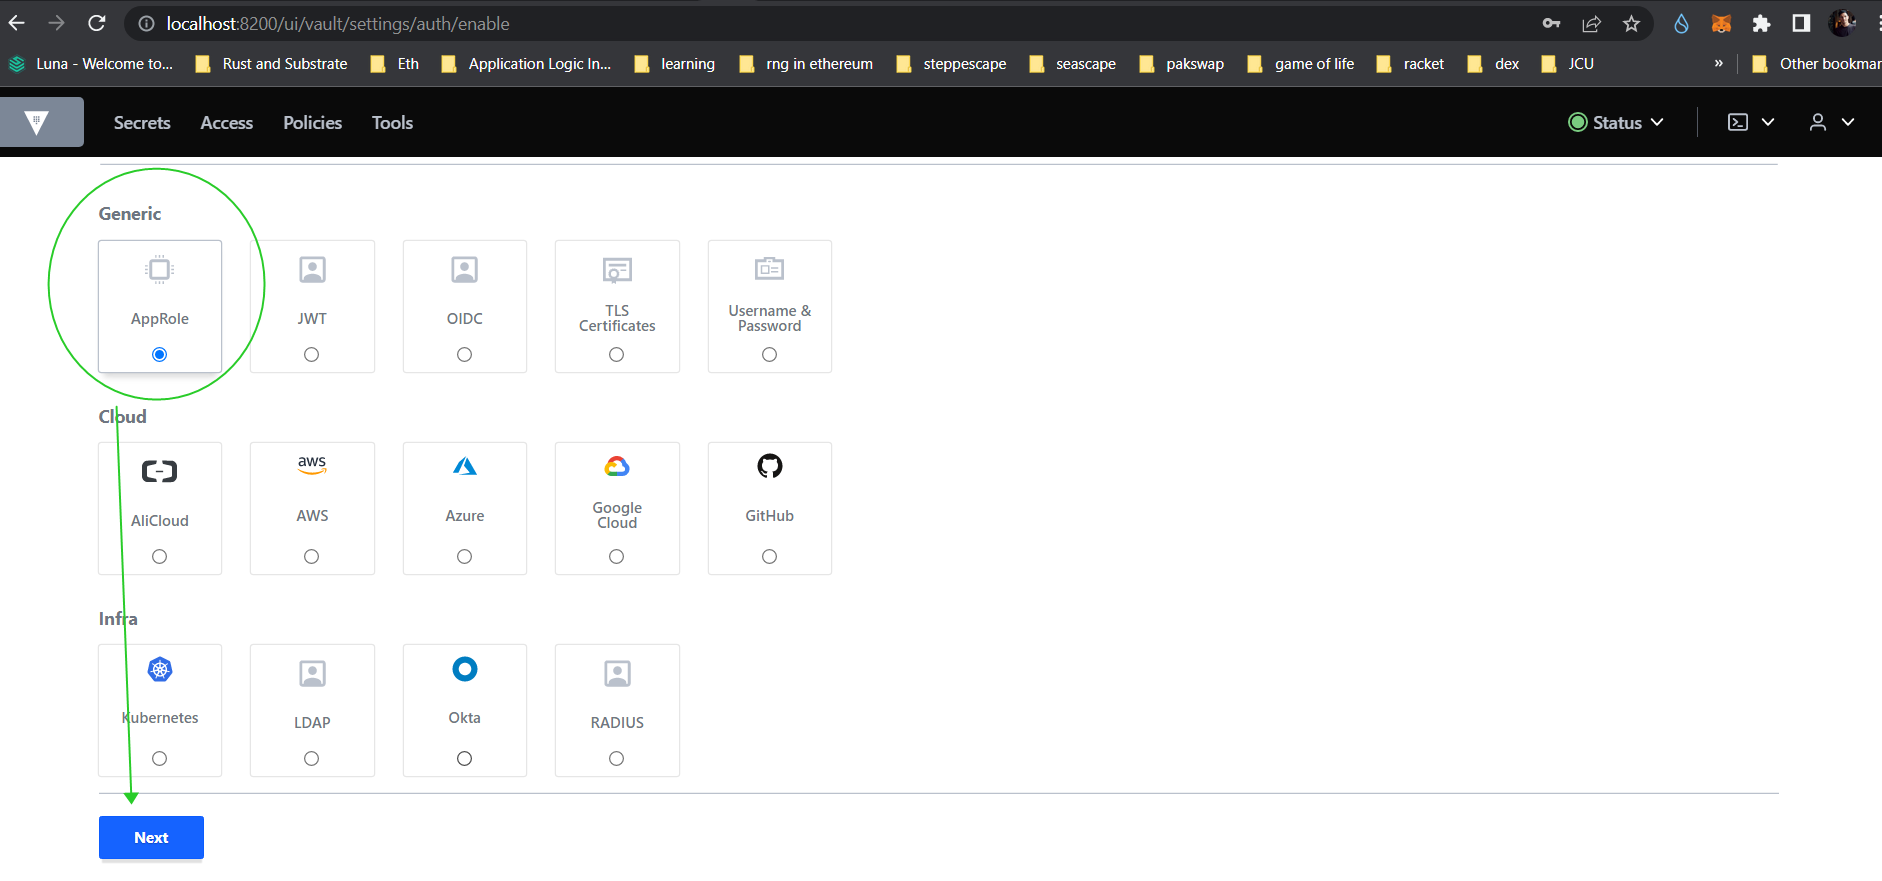 localhost:8200/ui/vault/settings/auth/enable
Luna - Welcome to... Rust and Substrate Eth Application Logic In... learning rng in ethereum steppescape seascape pakswap game of life racket dex JCU » Other bookmar
Secrets Access Policies Tools Status
Generic
AppRole JWT OIDC TLS Certificates Username & Password
Cloud
aws
AliCloud AWS Azure Google Cloud GitHub
Infra
Kubernetes LDAP Okta RADIUS
Next